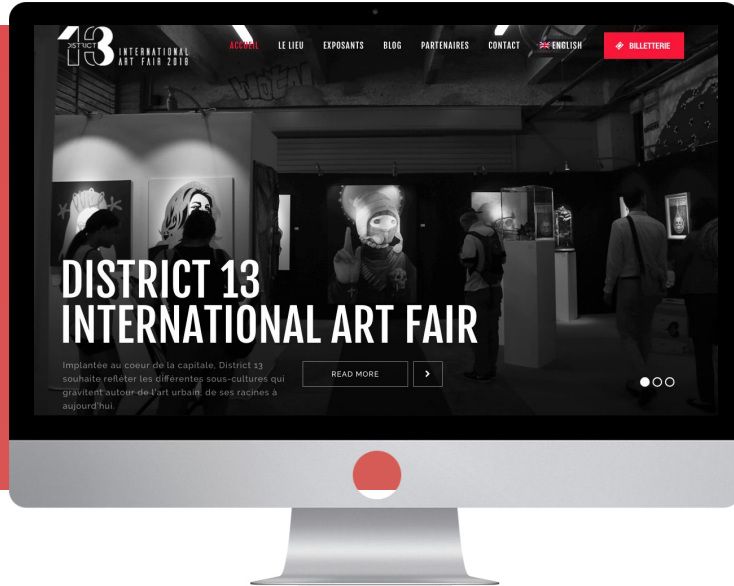 13
DISTRICT
INTERNATIONAL
ART FAIR 2018
ACCUEIL LE LIEU EXPOSANTS BLOG PARTENAIRES CONTACT ENGLISH BILLETTERIE
DISTRICT 13
INTERNATIONAL ART FAIR
Implantée au coeur de la capitale, District 13
souhaite refléter les différentes sous-cultures qui
gravitent autour de l'art urbain, de ses racines à
aujourd'hui.
READ MORE